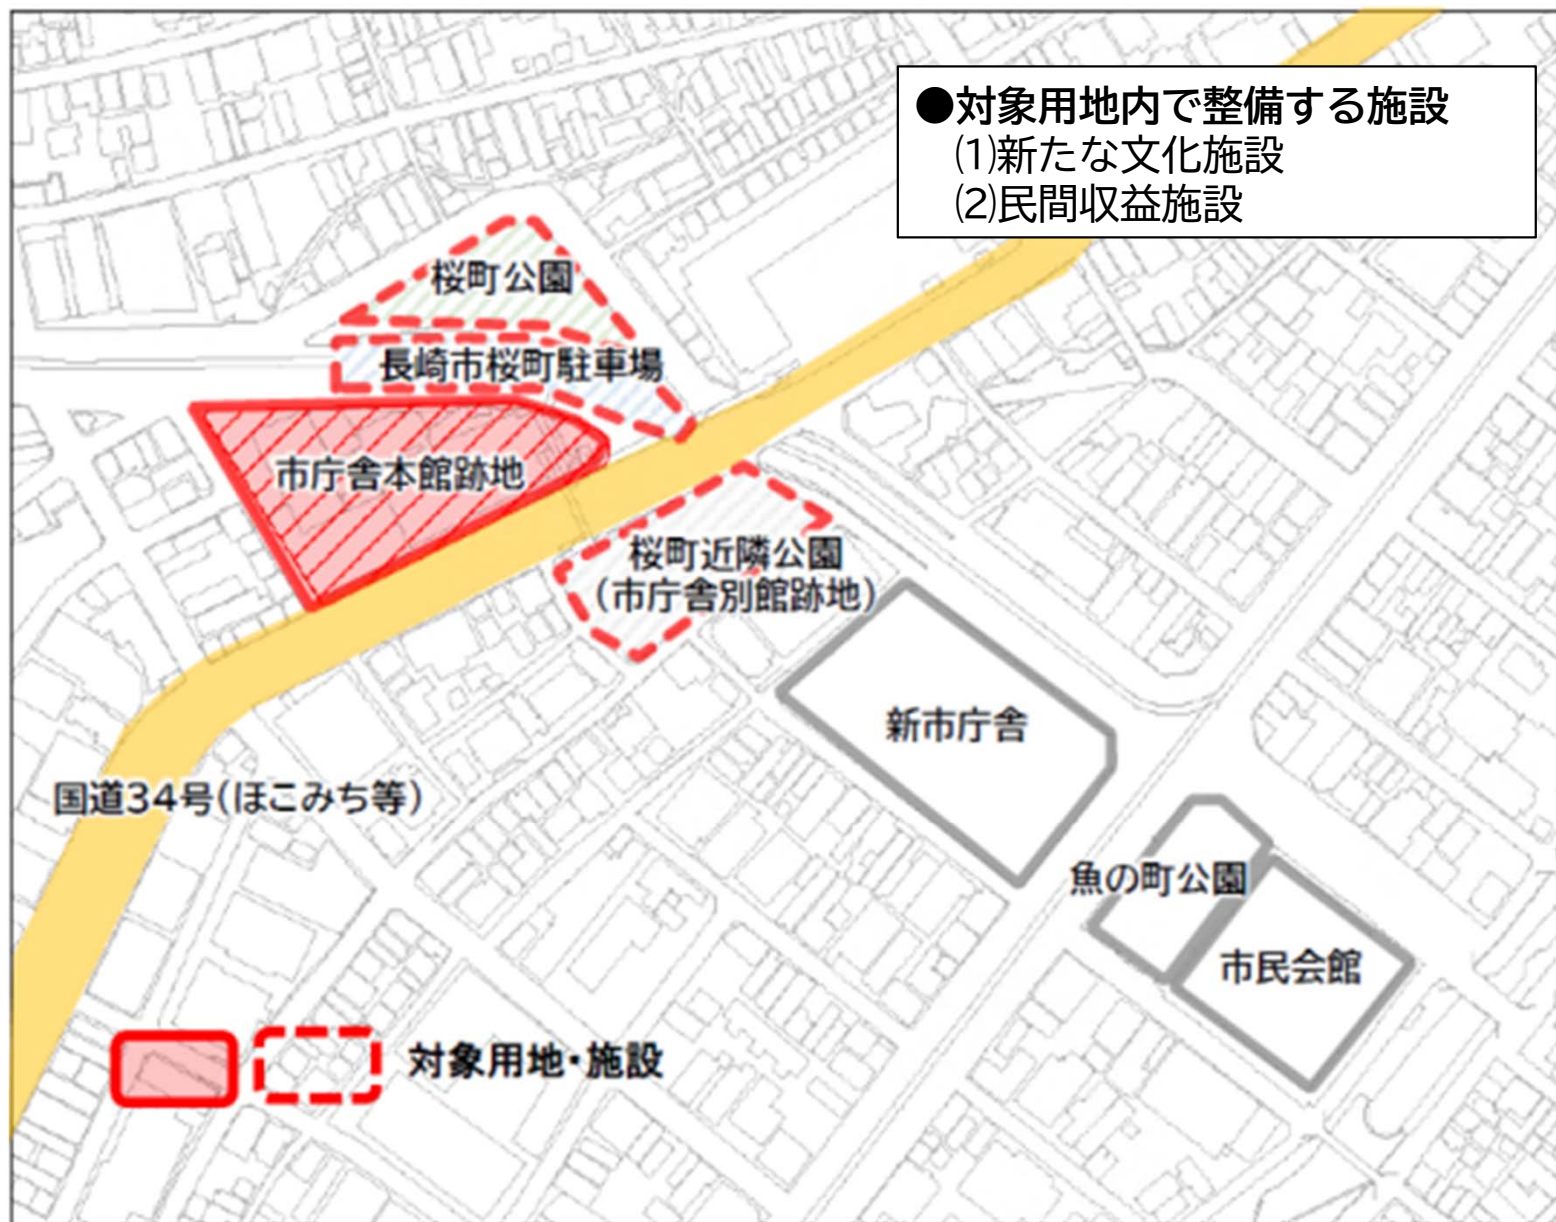 ●対象用地内で整備する施設
⑴新たな文化施設
⑵民間収益施設
桜町公園
長崎市桜町駐車場
市庁舎本館跡地
桜町近隣公園
(市庁舎別館跡地)
新市庁舎
国道34号(ほこみち等)
魚の町公園
市民会館
対象用地・施設